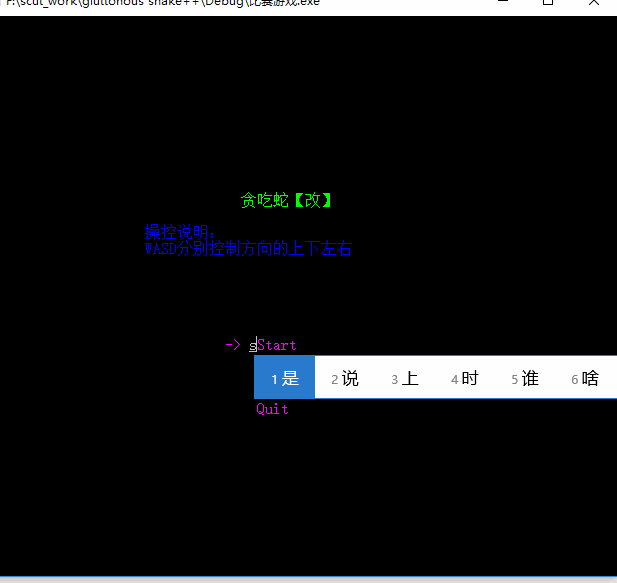 F:\scut_work\gluttonous snake++\Debug\比赛游戏.exe
贪吃蛇【改】
操控说明:
WASD分别控制方向的上下左右
-> sStart
1 是 2 说 3 上 4 时 5 谁 6 啥
Quit